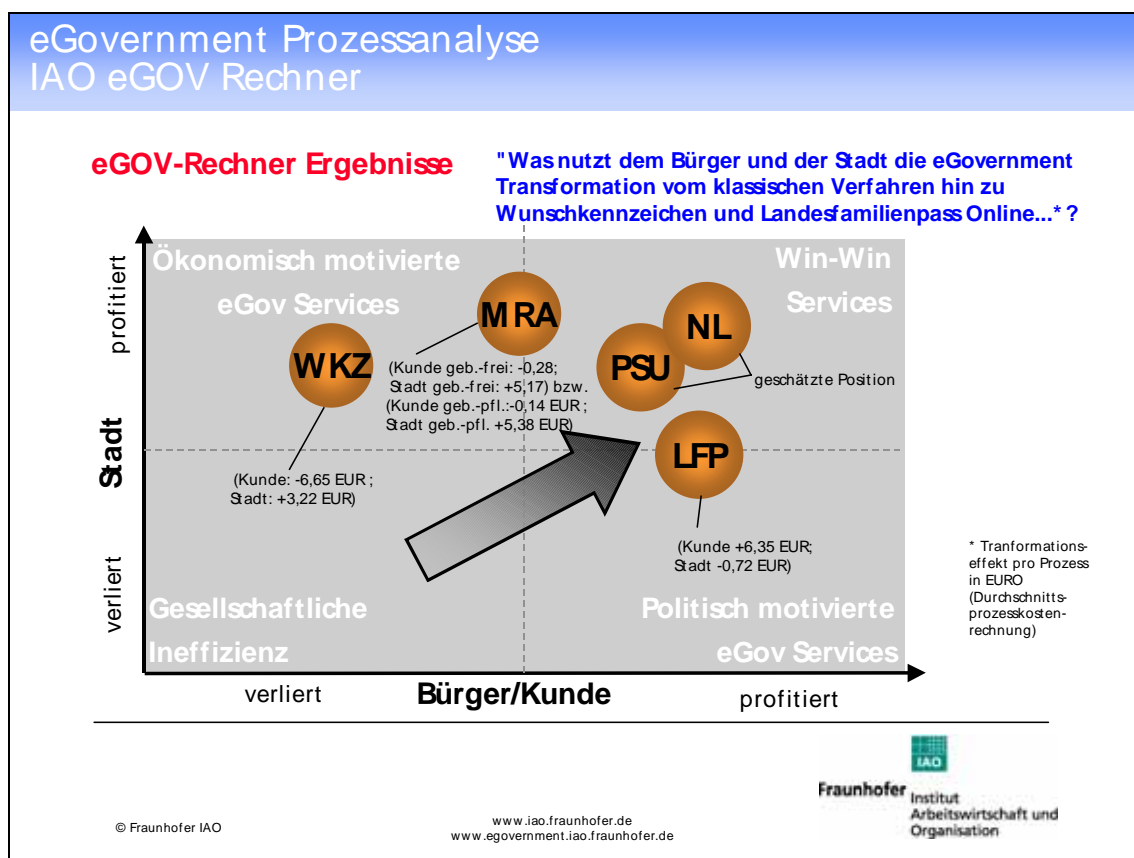 eGovernment Prozessanalyse
IAO eGOV Rechner
eGOV-Rechner Ergebnisse
"Was nutzt dem Bürger und der Stadt die eGovernment
Transformation vom klassischen Verfahren hin zu
Wunschkennzeichen und Landesfamilienpass Online...* ?
profitiert
Stadt
verliert
Ökonomisch motivierte
eGov Services
Win-Win
Services
MRA
NL
WKZ
PSU
(Kunde geb.-frei: -0,28;
Stadt geb.-frei: +5,17) bzw.
(Kunde geb.-pfl.:-0,14 EUR ;
Stadt geb.-pfl. +5,38 EUR)
geschätzte Position
LFP
(Kunde: -6,65 EUR ;
Stadt: +3,22 EUR)
(Kunde +6,35 EUR;
Stadt -0,72 EUR)
* Tranformations-
effekt pro Prozess
in EURO
(Durchschnitts-
prozesskosten-
rechnung)
Gesellschaftliche
Ineffizienz
Politisch motivierte
eGov Services
verliert
Bürger/Kunde
profitiert
IAO
Fraunhofer
Institut
Arbeitswirtschaft und
Organisation
© Fraunhofer IAO
www.iao.fraunhofer.de
www.egovernment.iao.fraunhofer.de